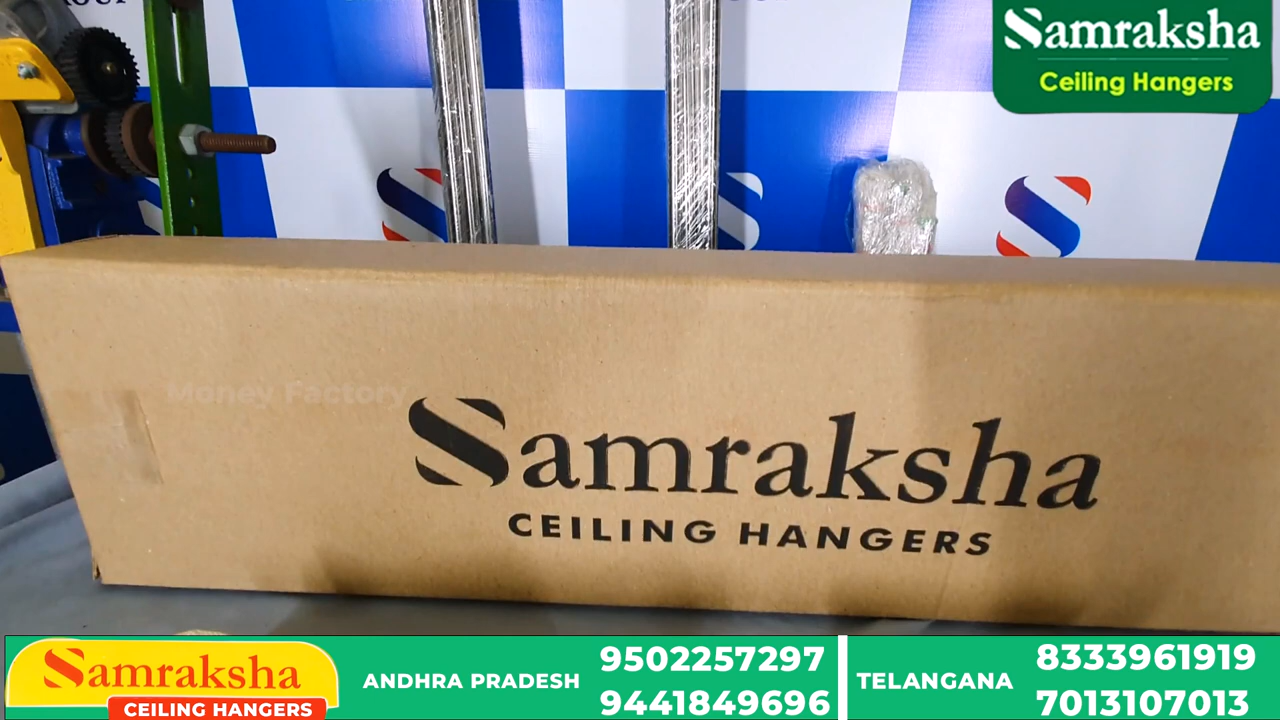 Samraksha
Ceiling Hangers
Money Factory
Samraksha
CEILING HANGERS
Samraksha
CEILING HANGERS
ANDHRA PRADESH
9502257297
9441849696
TELANGANA
8333961919
7013107013